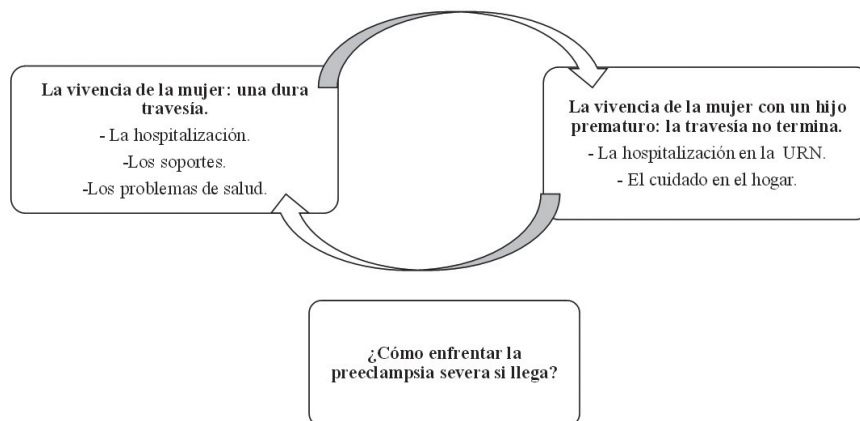 La vivencia de la mujer: una dura
travesía.
- La hospitalización.
-Los soportes.
-Los problemas de salud.
La vivencia de la mujer con un hijo
prematuro: la travesía no termina.
- La hospitalización en la URN.
- El cuidado en el hogar.
¿Cómo enfrentar la
preeclampsia severa si llega?